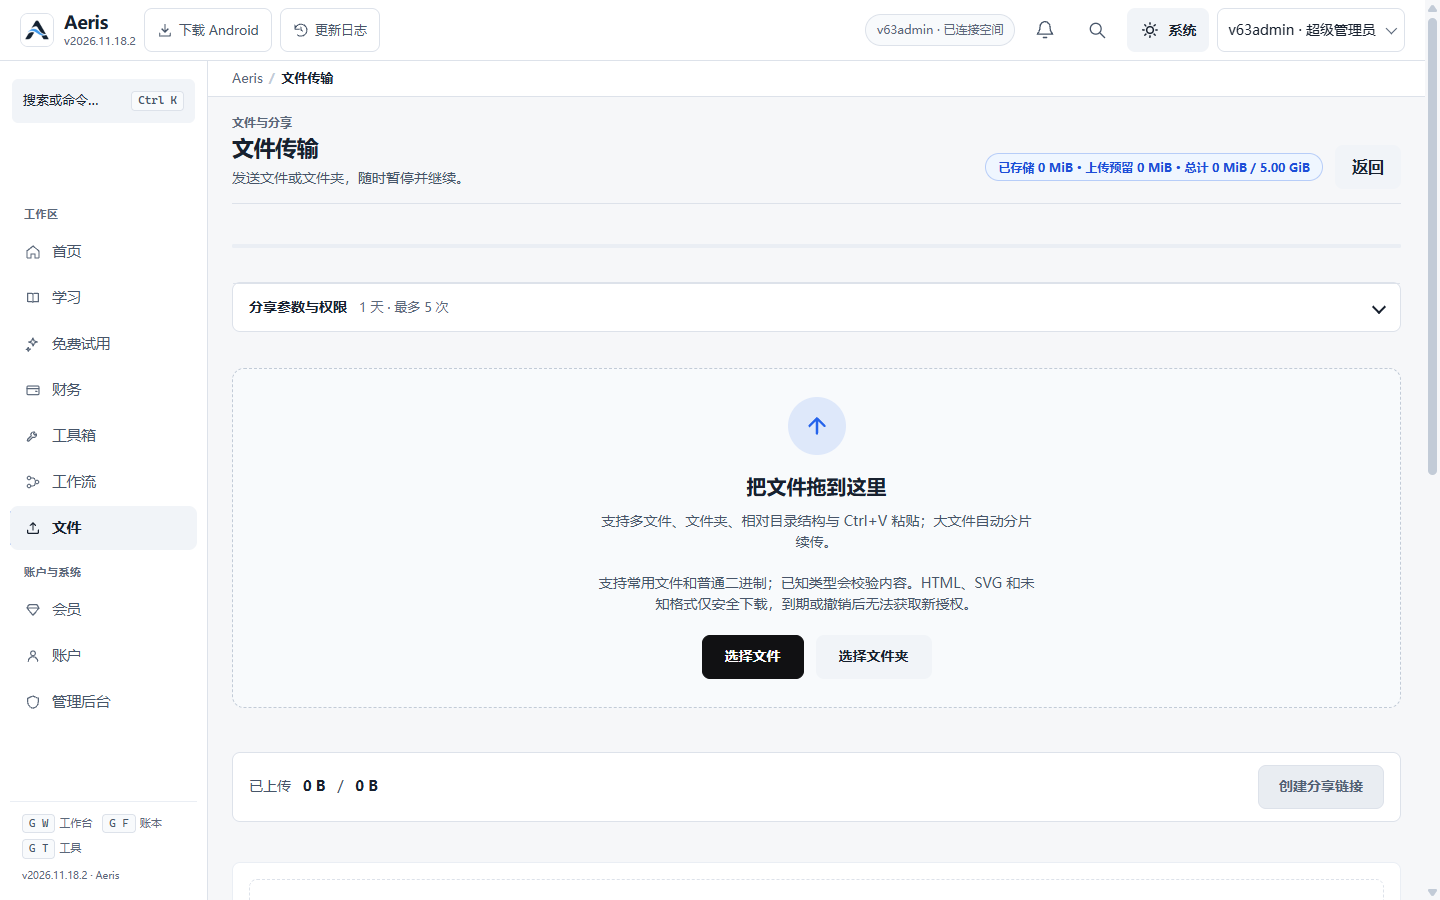 Aeris
v2026.11.18.2
下载 Android
更新日志
v63admin · 已连接空间
系统
v63admin · 超级管理员
搜索或命令...
Ctrl K
工作区
首页
学习
免费试用
财务
工具箱
工作流
文件
账户与系统
会员
账户
管理后台
G W 工作台 G F 账本
G T 工具
v2026.11.18.2 · Aeris
Aeris / 文件传输
文件与分享
文件传输
发送文件或文件夹，随时暂停并继续。
已存储 0 MiB • 上传预留 0 MiB • 总计 0 MiB / 5.00 GiB
返回
分享参数与权限 1 天 · 最多 5 次
把文件拖到这里
支持多文件、文件夹、相对目录结构与 Ctrl+V 粘贴；大文件自动分片
续传。
支持常用文件和普通二进制；已知类型会校验内容。HTML、SVG 和未
知格式仅安全下载，到期或撤销后无法获取新授权。
选择文件
选择文件夹
已上传 0 B / 0 B
创建分享链接